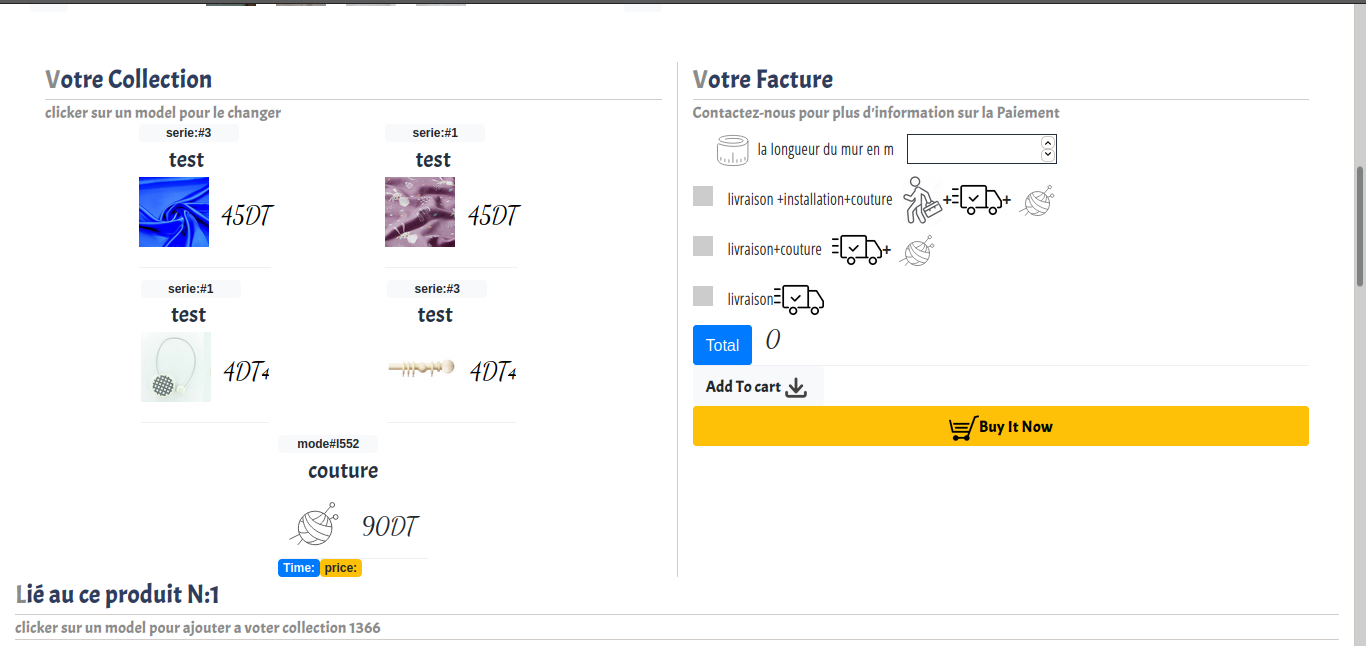 Votre Collection
clicker sur un model pour le changer
serie:#3
test
45DT
serie:#1
test
45DT
serie:#1
test
4DT4
serie:#3
test
4DT4
mode#l552
couture
90DT
Time: price:
Votre Facture
Contactez-nous pour plus d'information sur la Paiement
la longueur du mur en m
livraison +installation+couture ++
livraison+couture +
livraison
Total 0
Add To cart
Buy It Now
Lié au ce produit N:1
clicker sur un model pour ajouter a voter collection 1366